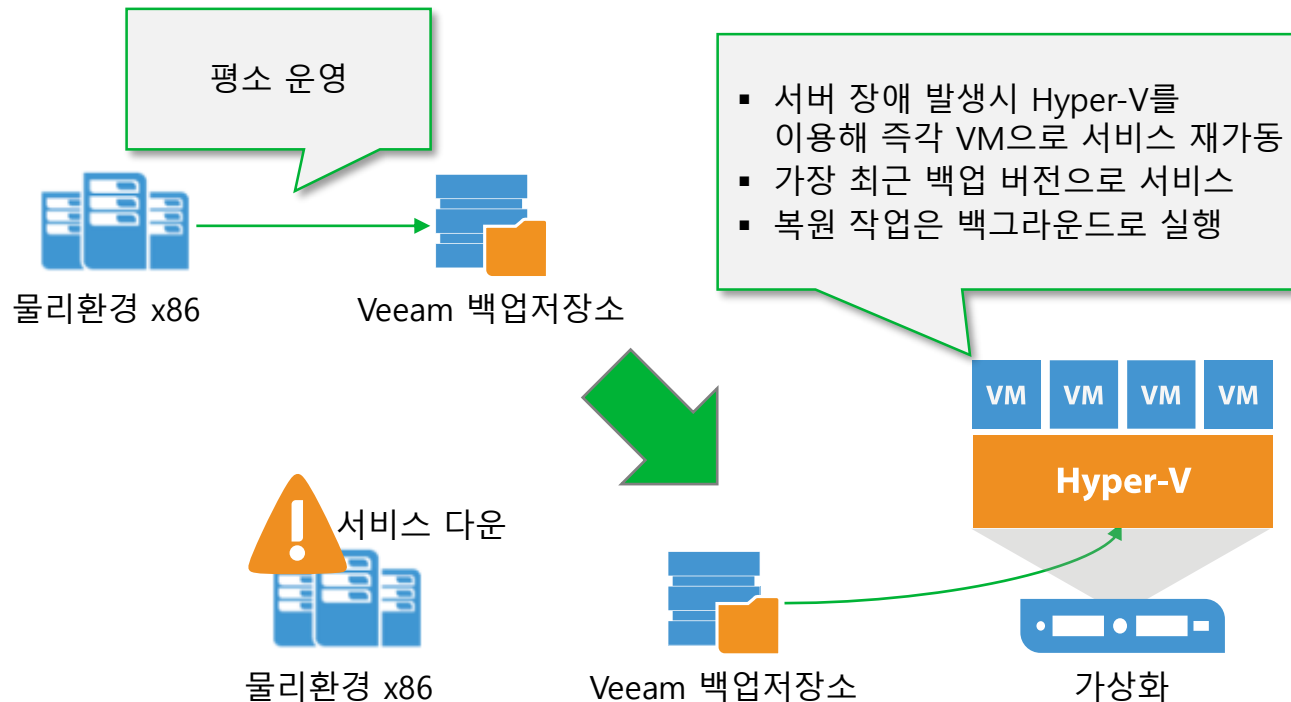 평소 운영
물리환경 x86
Veeam 백업저장소
▪ 서버 장애 발생시 Hyper-V를
이용해 즉각 VM으로 서비스 재가동
▪ 가장 최근 백업 버전으로 서비스
▪ 복원 작업은 백그라운드로 실행
VM VM VM VM
Hyper-V
서비스 다운
물리환경 x86
Veeam 백업저장소
가상화